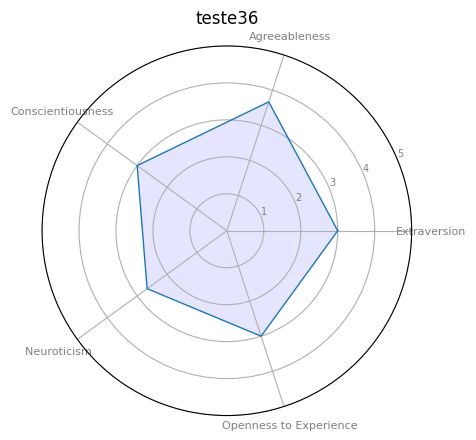 teste36
Agreeableness
Conscientiousness
5
4
3
2
1
Extraversion
Neuroticism
Openness to Experience